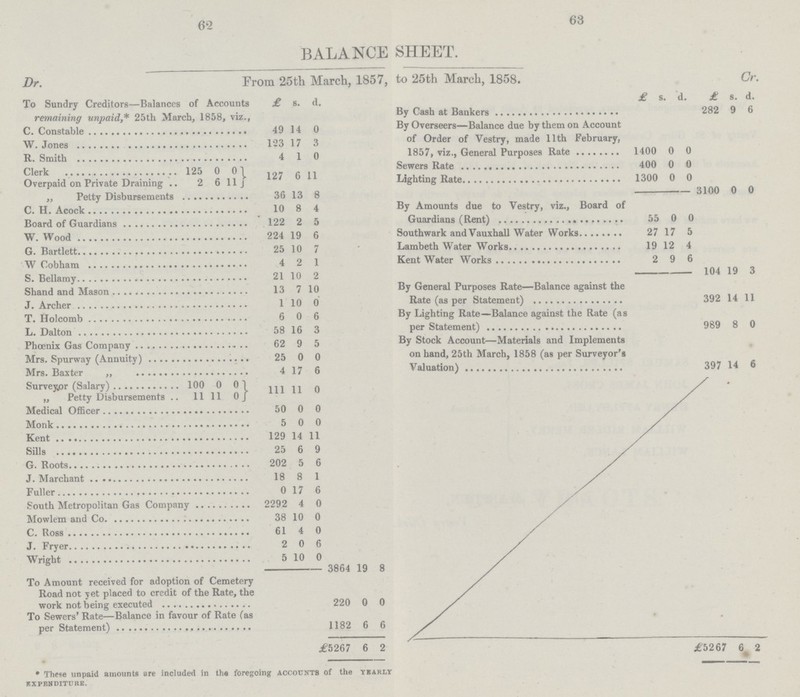 62
63
BALANCE SHEET.
Dr. From 25th March, 1857, to 25th March, 1858. Cr.
To Sundry Creditors—Balances of Accounts £ s. d.
remaining unpaid,* 25th March, 1858, viz.,
C. Constable 49 14 0
W. Jones 123 17 3
R. Smith 4 1 0
Clerk 125 0 0 } 127 6 11
Overpaid on Private Draining 2 6 11
„ Petty Disbursements 36 13 8
C. H. Acock 10 8 4
Board of Guardians 122 2 5
W. Wood 224 19 6
G. Bartlett 25 10 7
W Cobham 4 2 1
S. Bellamy 21 10 2
Shand and Mason 13 7 10
J. Archer 1 10 0
T. Holcomb 6 0 6
L. Dalton 58 16 3
Phœnix Gas Company 62 9 5
Mrs. Spurway (Annuity) 25 0 0
Mrs. Baxter „ 4 17 6
Surveyor (Salary) 100 0 0 } 111 11 0
„ Petty Disbursements 11 11 0
Medical Officer 50 0 0
Monk 5 0 0
Kent 129 14 11
Sills 25 6 9
G. Roots 202 5 6
J. Marchant 18 8 1
Fuller 0 17 6
South Metropolitan Gas Company 2292 4 0
Mowlem and Co. 38 10 0
C. Ross 61 4 0
J. Fryer 2 0 6
Wright 5 10 0
3864 19 8
To Amount received for adoption of Cemetery
Road not yet placed to credit of the Rate, the
work not being executed 220 0 0
To Sewers' Rate—Balance in favour of Rate (as
per Statement) 1182 6 6
£5267 6 2
* These unpaid amounts are included in the foregoing ACCOUNTS of the YEARLY
EXPENDITURE.
£ s. d. £ s. d.
By Cash at Bankers 282 9 6
By Overseers—Balance due by them on Account
of Order of Vestry, made 11th February,
1857, viz., General Purposes Rate 1400 0 0
Sewers Rate 400 0 0
Lighting Rate 1300 0 0
3100 0 0
By Amounts due to Vestry, viz., Board of
Guardians (Rent) 55 0 0
Southwark and Vauxhall Water Works 27 17 5
Lambeth Water Works 19 12 4
Kent Water Works 2 9 6
104 19 3
By General Purposes Rate—Balance against the
Rate (as per Statement) 392 14 11
By Lighting Rate—Balance against the Rate (as
per Statement) 989 8 0
By Stock Account—Materials and Implements
on hand, 25th March, 1858 (as per Surveyor's
Valuation) 397 14 6
£5267 6 2